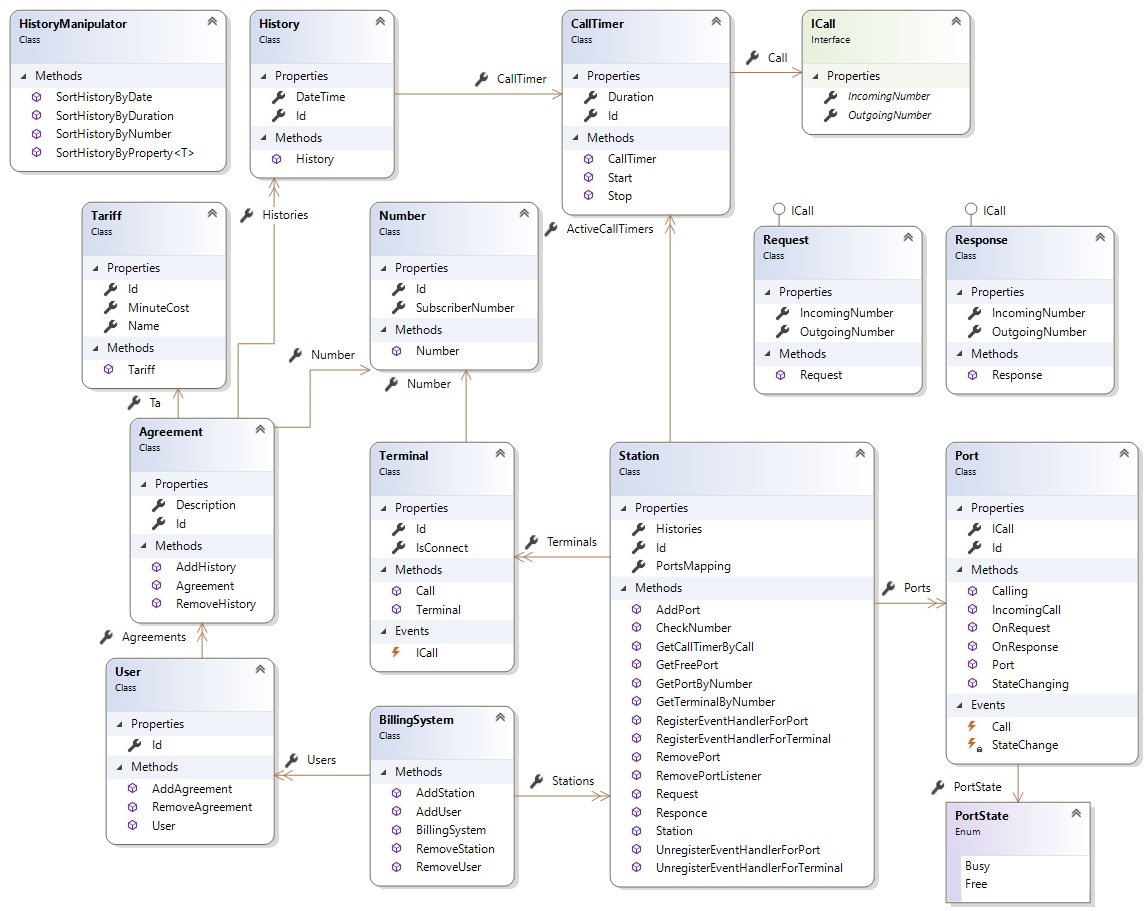 HistoryManipulator
Class
Methods
SortHistoryByDate
SortHistoryByDuration
SortHistoryByNumber
SortHistoryByProperty<T>
History
Class
Properties
DateTime
Id
Methods
History
CallTimer
CallTimer
Class
Properties
Duration
Id
Methods
CallTimer
Start
Stop
Call
ICall
Interface
Properties
IncomingNumber
OutgoingNumber
Tariff
Class
Properties
Id
MinuteCost
Name
Methods
Tariff
Histories
Number
Class
Properties
Id
SubscriberNumber
Methods
Number
ActiveCallTimers
ICall
Request
Class
Properties
IncomingNumber
OutgoingNumber
Methods
Request
ICall
Response
Class
Properties
IncomingNumber
OutgoingNumber
Methods
Response
Number
Number
Ta
Agreement
Class
Properties
Description
Id
Methods
AddHistory
Agreement
RemoveHistory
Terminal
Class
Properties
Id
IsConnect
Methods
Call
Terminal
Events
ICall
Terminals
Station
Class
Properties
Histories
Id
PortsMapping
Methods
AddPort
CheckNumber
GetCallTimerByCall
GetFreePort
GetPortByNumber
GetTerminalByNumber
RegisterEventHandlerForPort
RegisterEventHandlerForTerminal
RemovePort
RemovePortListener
Request
Responce
Station
UnregisterEventHandlerForPort
UnregisterEventHandlerForTerminal
Ports
Port
Class
Properties
ICall
Id
Methods
Calling
IncomingCall
OnRequest
OnResponse
Port
StateChanging
Events
Call
StateChange
Agreements
User
Class
Properties
Id
Methods
AddAgreement
RemoveAgreement
User
Users
BillingSystem
Class
Methods
AddStation
AddUser
BillingSystem
RemoveStation
RemoveUser
Stations
PortState
PortState
Enum
Busy
Free